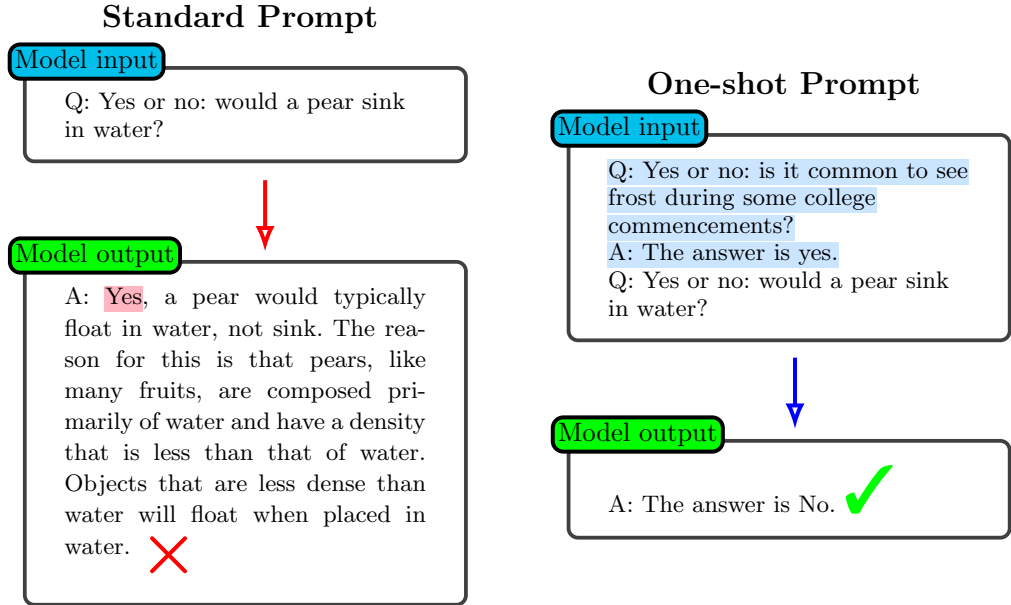 Standard Prompt
Model input
Q: Yes or no: would a pear sink
in water?
Model output
A: Yes, a pear would typically
float in water, not sink. The rea-
son for this is that pears, like
many fruits, are composed pri-
marily of water and have a density
that is less than that of water.
Objects that are less dense than
water will float when placed in
water.
One-shot Prompt
Model input
Q: Yes or no: is it common to see
frost during some college
commencements?
A: The answer is yes.
Q: Yes or no: would a pear sink
in water?
Model output
A: The answer is No.